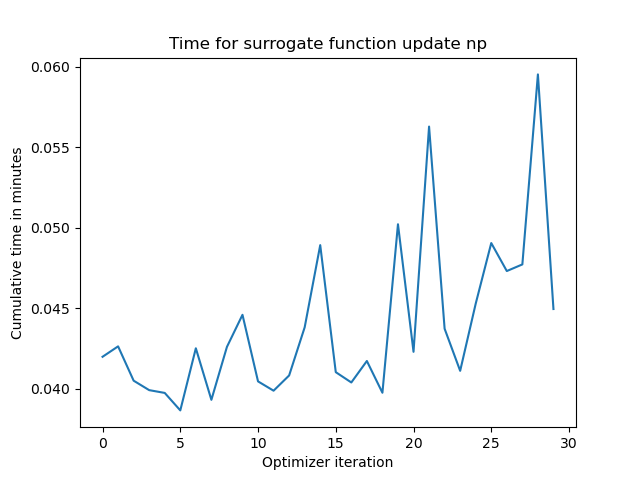 Time for surrogate function update np
Cumulative time in minutes
0.060
0.055
0.050
0.045
0.040
0 5 10 15 20 25 30
Optimizer iteration